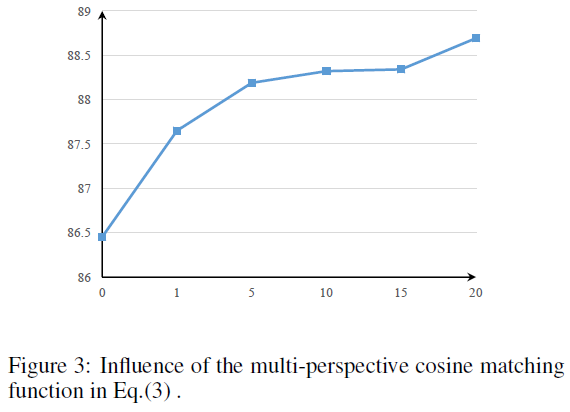 89
88.5
88
87.5
87
86.5
86
0 1 5 10 15 20
Figure 3: Influence of the multi-perspective cosine matching
function in Eq.(3) .